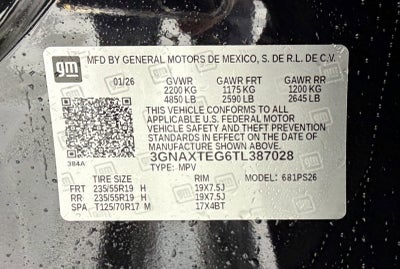 gm
MFD BY GENERAL MOTORS DE MEXICO, S. DE R.L. DE C.V.
01/26 GVWR GAWR FRT GAWR RR
2200 KG 1175 KG 1200 KG
4850 LB 2590 LB 2645 LB
THIS VEHICLE CONFORMS TO ALL
APPLICABLE U.S. FEDERAL MOTOR
VEHICLE SAFETY AND THEFT PREVENTION
STANDARDS IN EFFECT ON THE DATE OF
MANUFACTURE SHOWN ABOVE.
384A 3GNAXTEG6TL387028
TYPE: MPV
TIRE SIZE RIM MODEL: 681PS26
FRT 235/55R19 H 19X7.5J
RR 235/55R19 H 19X7.5J
SPA T125/70R17 M 17X4BT